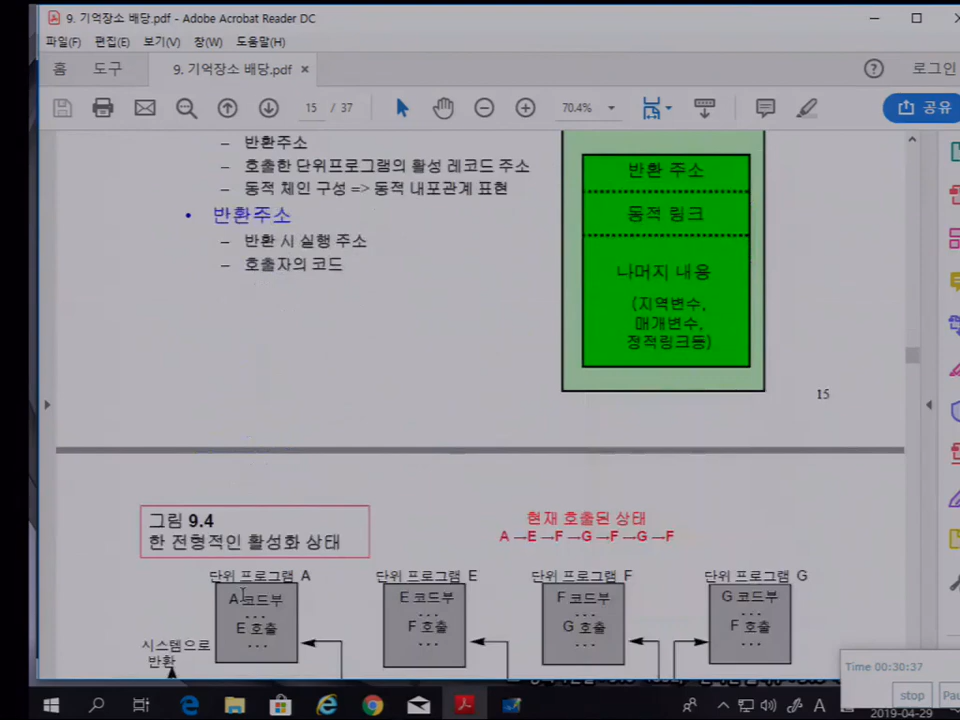 9. 기억장소 배당.pdf - Adobe Acrobat Reader DC
파일(F) 편집(E) 보기(V) 창(W) 도움말(H)
홈 도구 9. 기억장소 배당.pdf × ? 로그인
15 / 37 70.4% 공유
– 반환주소
– 호출한 단위프로그램의 활성 레코드 주소
– 동적 체인 구성 => 동적 내포관계 표현
• 반환주소
– 반환 시 실행 주소
– 호출자의 코드
반환 주소
동적 링크
나머지 내용
(지역변수,
매개변수,
정적링크등)
15
그림 9.4
한 전형적인 활성화 상태
현재 호출된 상태
A→E→F→G→F→G→F
단위 프로그램 A
A 코드부
...
E 호출
...
시스템으로
반환
단위 프로그램 E
E 코드부
...
F 호출
...
단위 프로그램 F
F 코드부
...
G 호출
...
단위 프로그램 G
G 코드부
...
F 호출
...
Time 00:30:37
stop Pau
A 2019-04-29